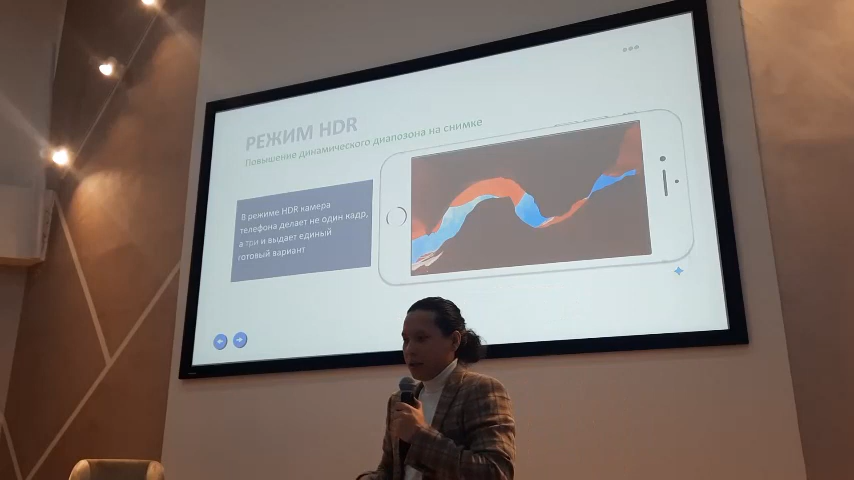 РЕЖИМ HDR
Повышение динамического диапозона на снимке
В режиме HDR камера
телефона делает не один кадр,
а три и выдает единый
готовый вариант